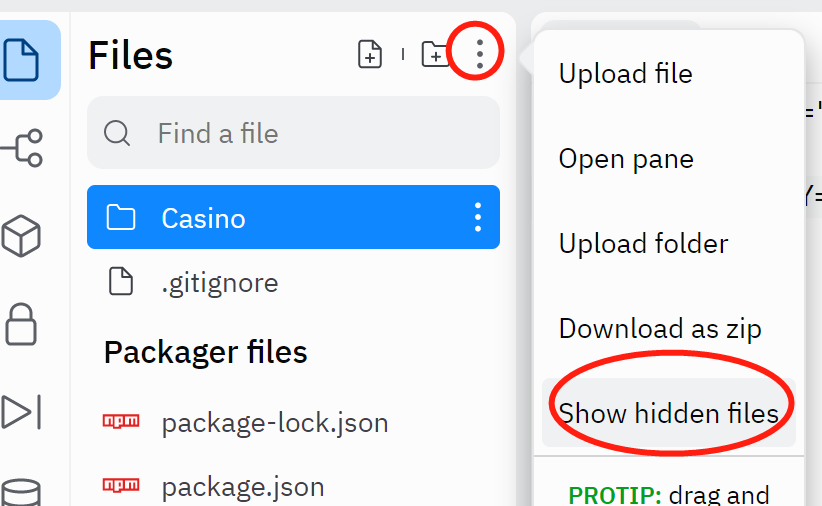 Files
Find a file
Casino
.gitignore
Packager files
npm package-lock.json
npm package.json
Upload file
Open pane
Upload folder
Download as zip
Show hidden files
PROTIP: drag and
="
Y=